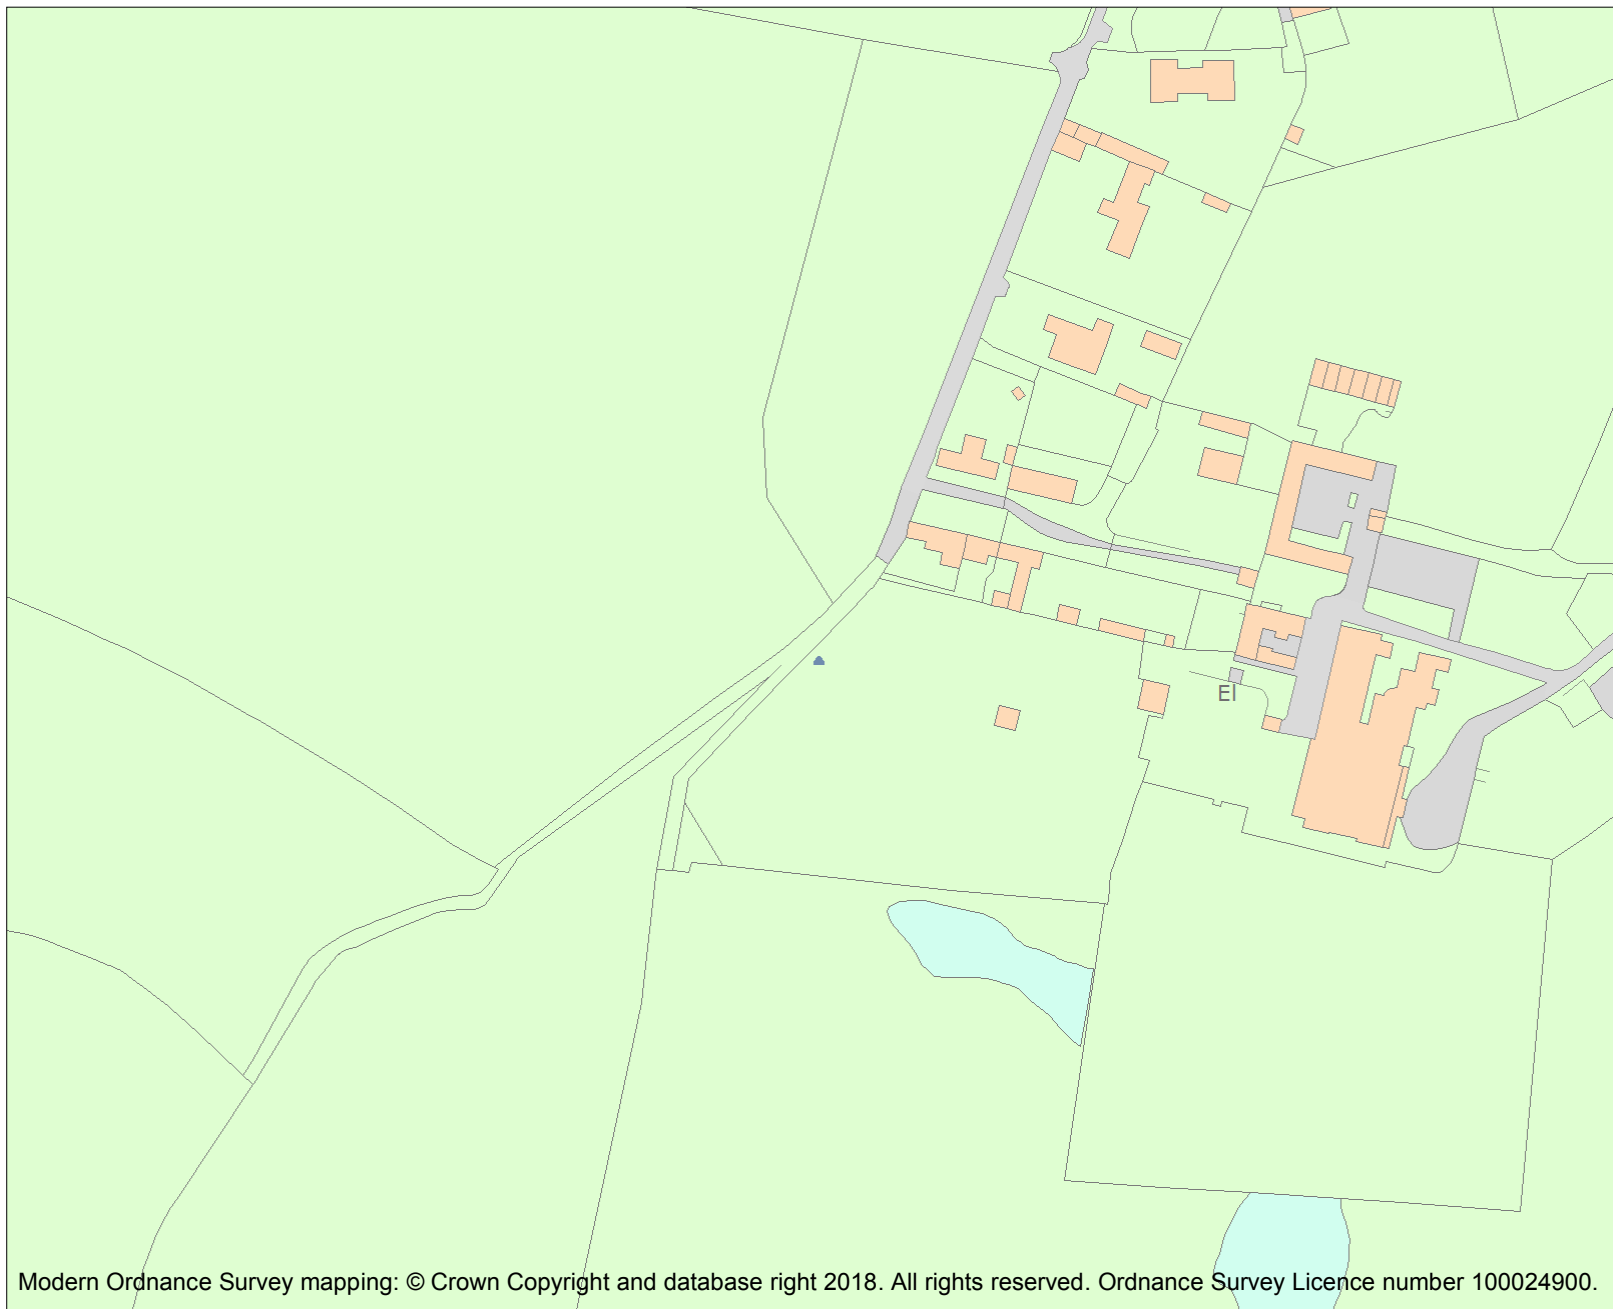 El
Modern Ordnance Survey mapping: © Crown Copyright and database right 2018. All rights reserved. Ordnance Survey Licence number 100024900.